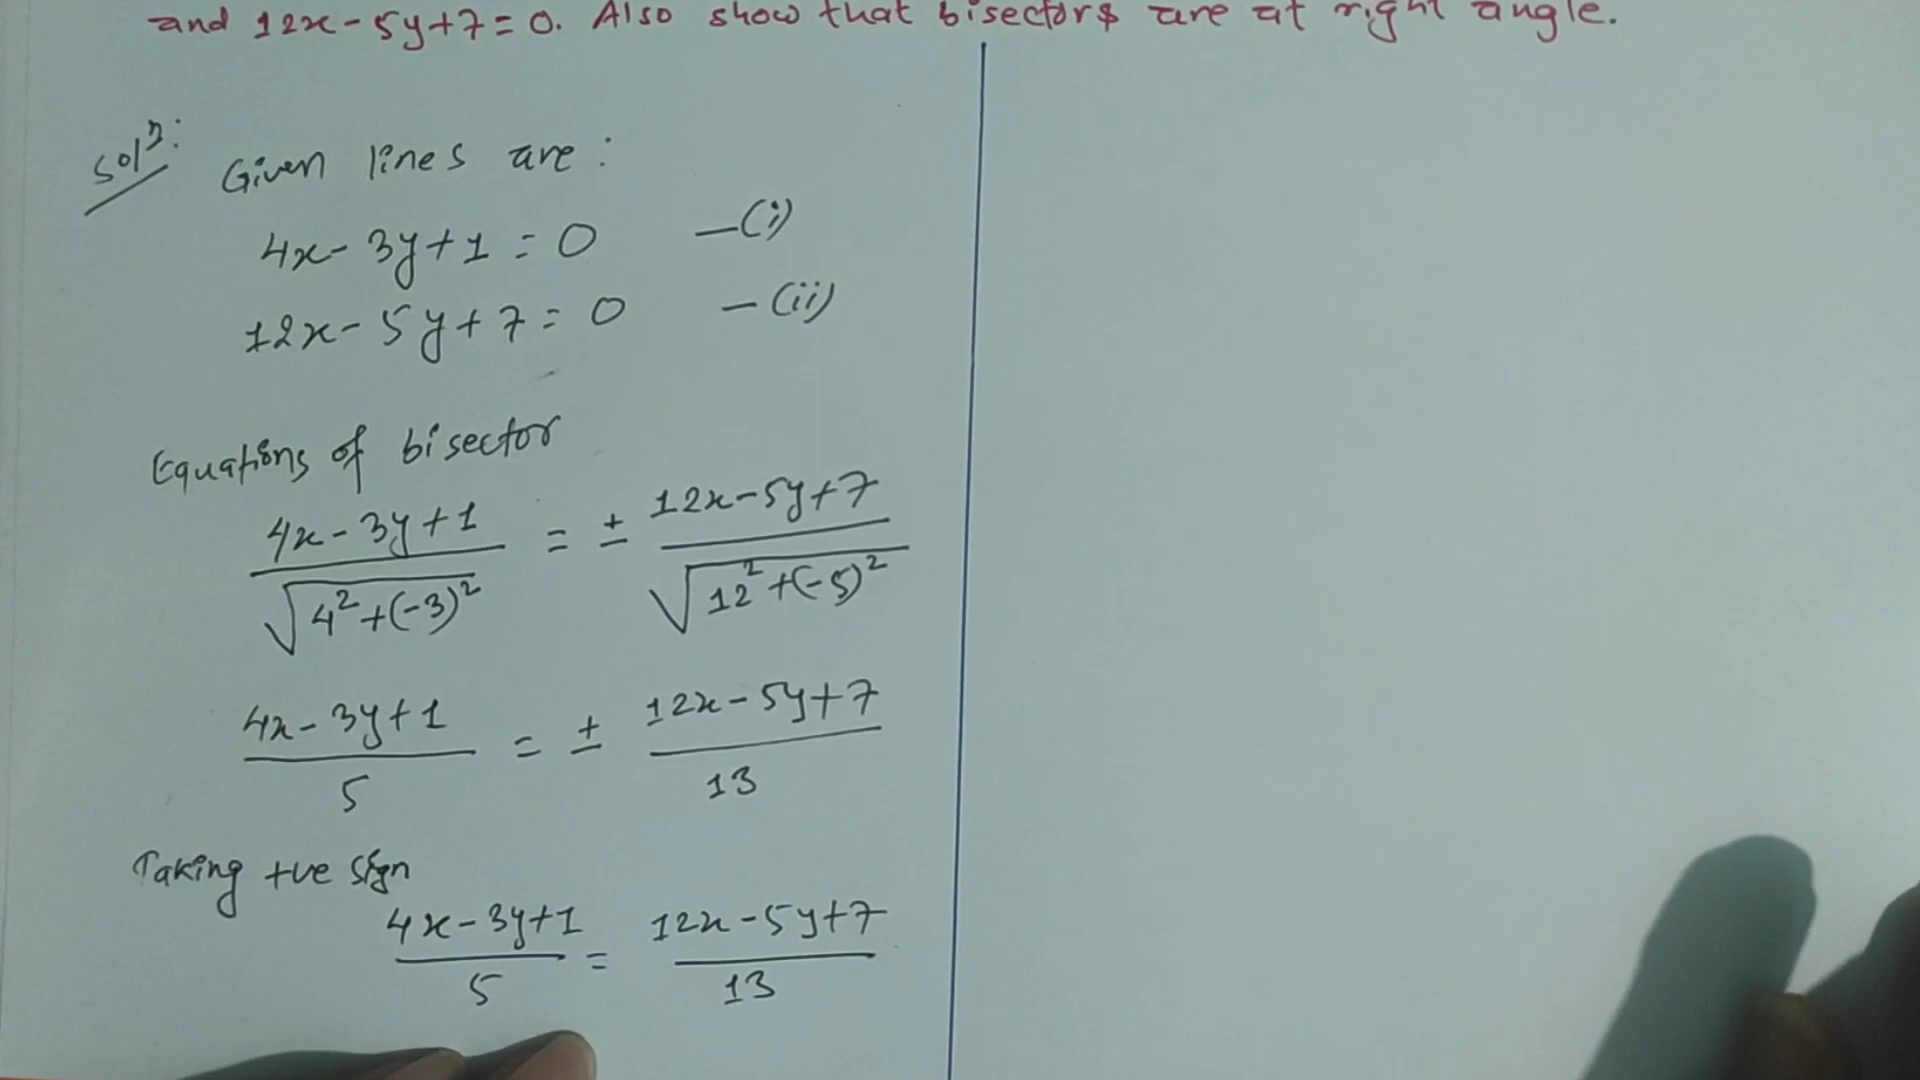 and 12x-5y+7=0. Also show that bisectors are at right angle.
Solⁿ:
Given lines are:
4x-3y+1=0 -(i)
12x-5y+7=0 -(ii)
Equations of bisector
(4x-3y+1)/√(4²+(-3)²) = ± (12x-5y+7)/√(12²+(-5)²)
(4x-3y+1)/5 = ± (12x-5y+7)/13
Taking +ve sign
(4x-3y+1)/5 = (12x-5y+7)/13